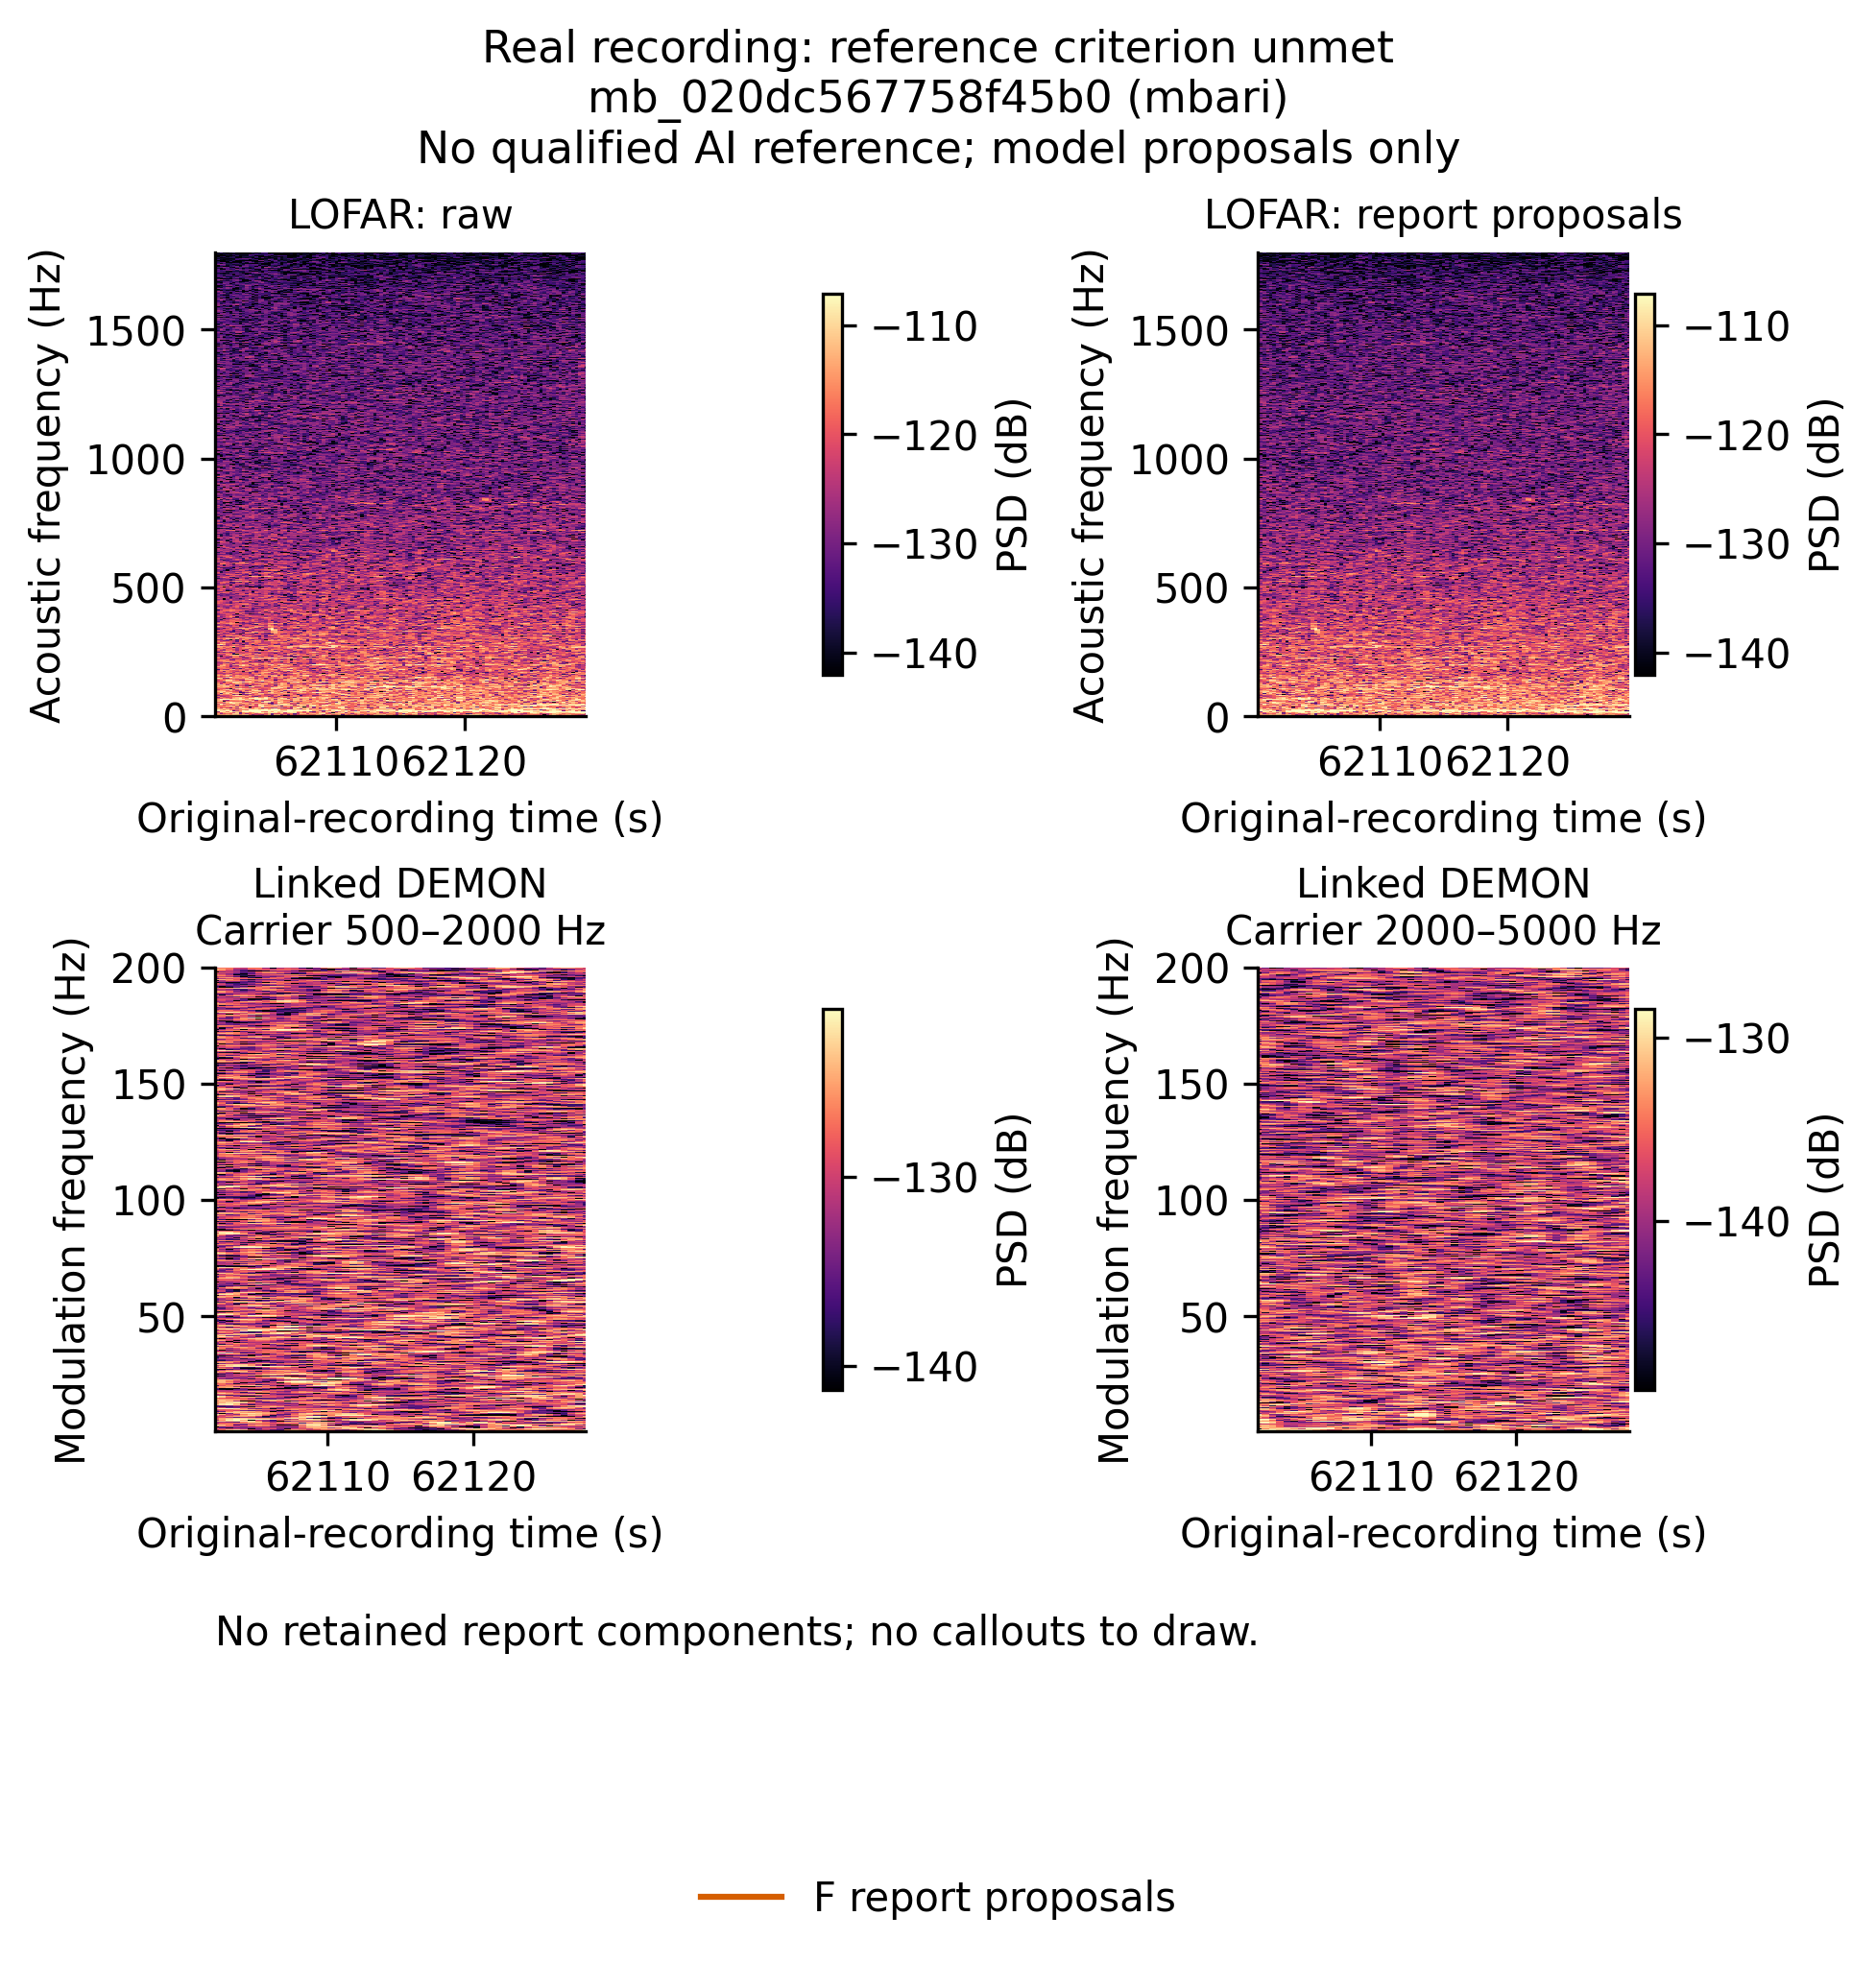 Real recording: reference criterion unmet
mb_020dc567758f45b0 (mbari)
No qualified AI reference; model proposals only
LOFAR: raw
Acoustic frequency (Hz)
1500
1000
500
0
62110
62120
Original-recording time (s)
−110
−120
−130
−140
PSD (dB)
LOFAR: report proposals
Acoustic frequency (Hz)
1500
1000
500
0
62110
62120
Original-recording time (s)
−110
−120
−130
−140
PSD (dB)
Linked DEMON
Carrier 500–2000 Hz
Modulation frequency (Hz)
200
150
100
50
62110
62120
Original-recording time (s)
−130
−140
PSD (dB)
Linked DEMON
Carrier 2000–5000 Hz
Modulation frequency (Hz)
200
150
100
50
62110
62120
Original-recording time (s)
−130
−140
PSD (dB)
No retained report components; no callouts to draw.
F report proposals